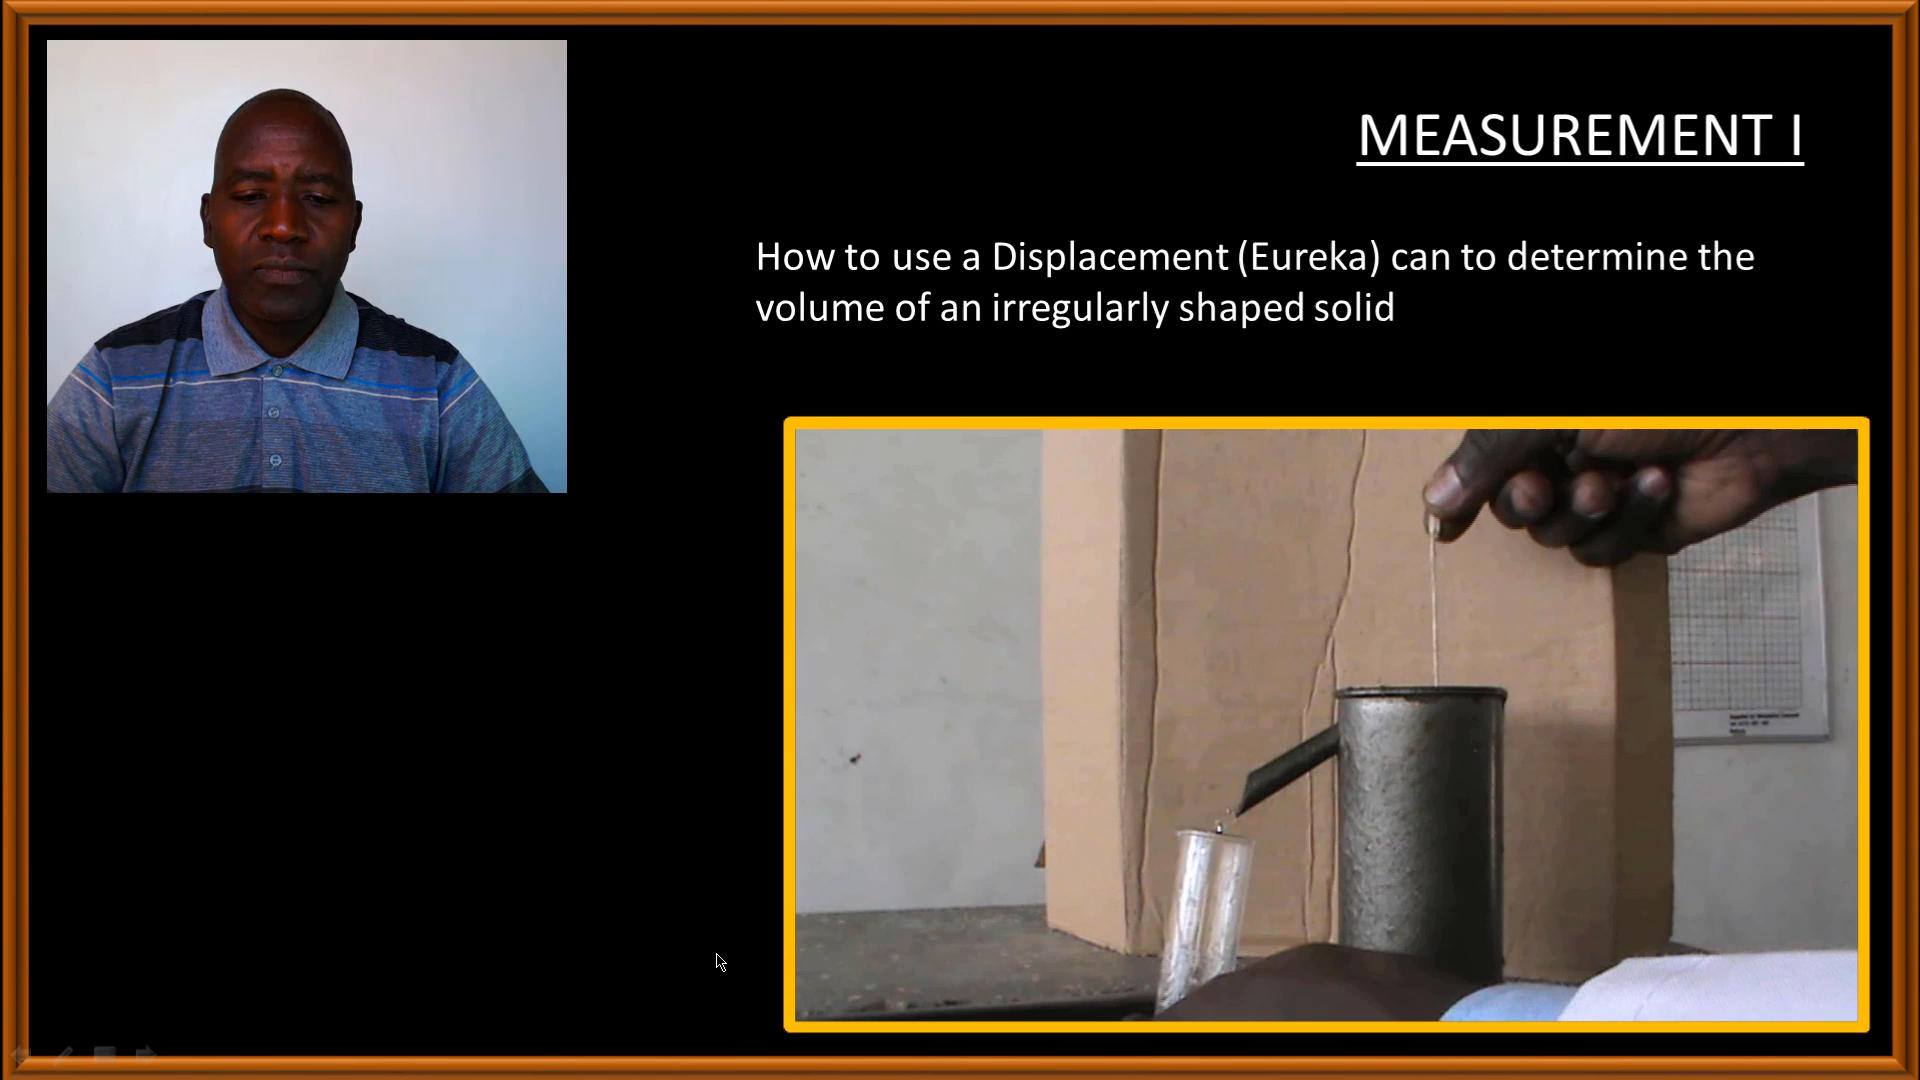 MEASUREMENT I
How to use a Displacement (Eureka) can to determine the
volume of an irregularly shaped solid